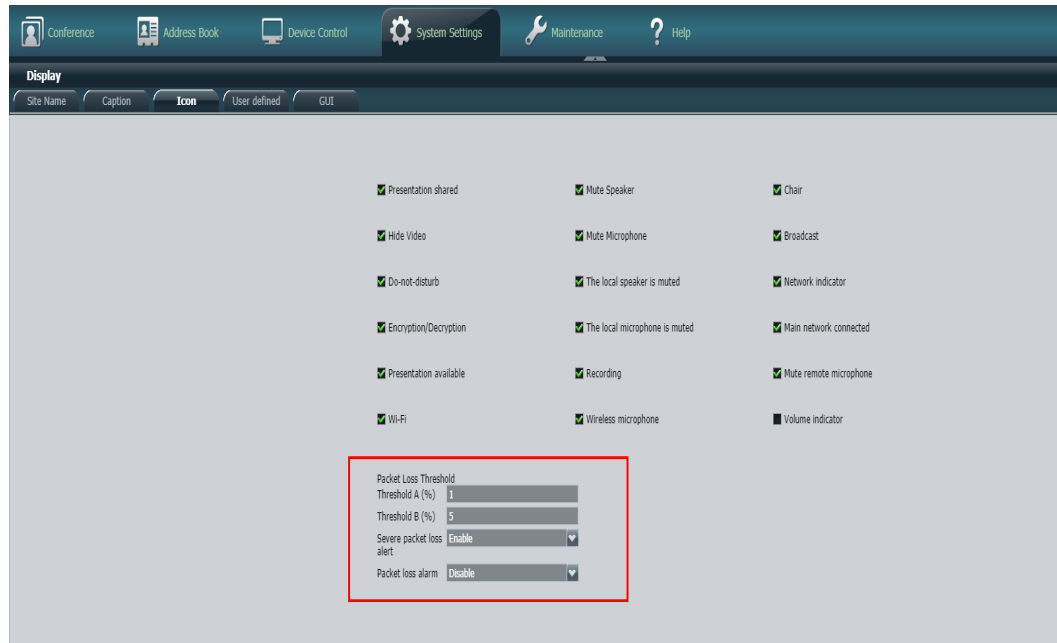 Conference Address Book Device Control System Settings Maintenance ? Help
Display
Site Name Caption Icon User defined GUI
Presentation shared Mute Speaker Chair
Hide Video Mute Microphone Broadcast
Do-not-disturb The local speaker is muted Network indicator
Encryption/Decryption The local microphone is muted Main network connected
Presentation available Recording Mute remote microphone
Wi-Fi Wireless microphone Volume indicator
Packet Loss Threshold
Threshold A (%) 1
Threshold B (%) 5
Severe packet loss Enable
alert
Packet loss alarm Disable